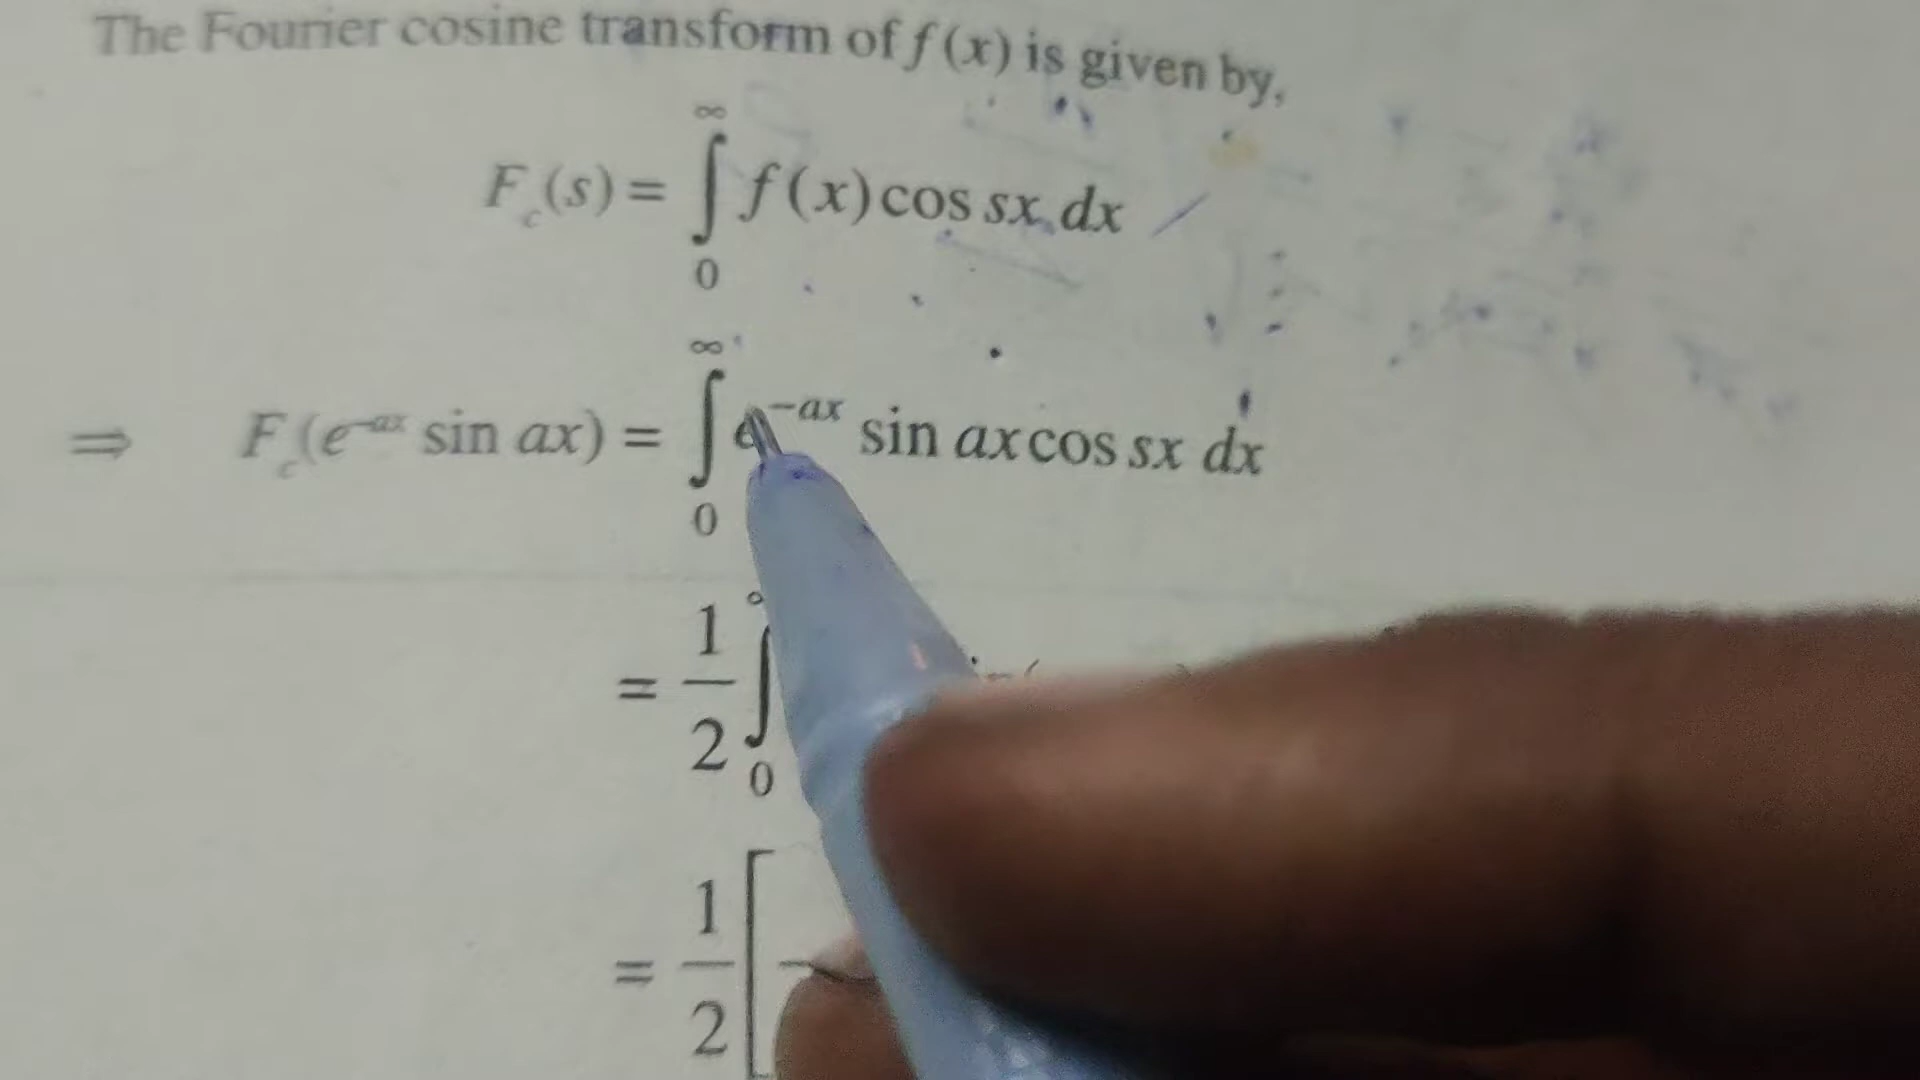 The Fourier cosine transform of f (x) is given by,
F_c(s) = ∫_0^∞ f (x) cos sx dx
⇒ F_c(e^{-ax} sin ax) = ∫_0^∞ e^{-ax} sin ax cos sx dx
= 1/2 ∫_0
= 1/2 [